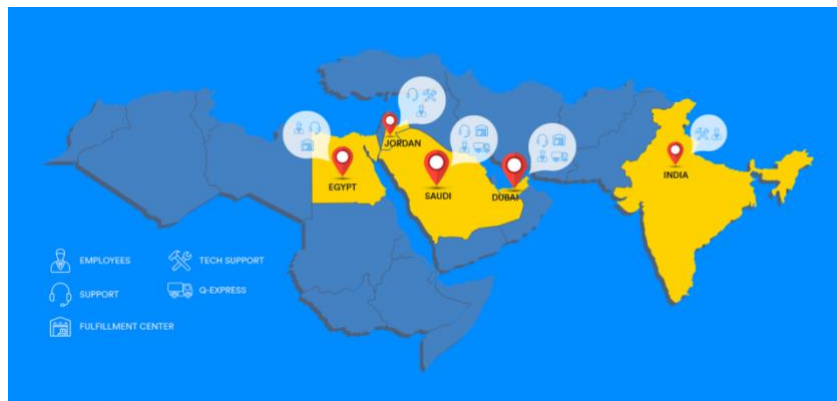 JORDAN
EGYPT
SAUDI
DUBAI
INDIA
EMPLOYEES
TECH SUPPORT
SUPPORT
Q-EXPRESS
FULFILLMENT CENTER